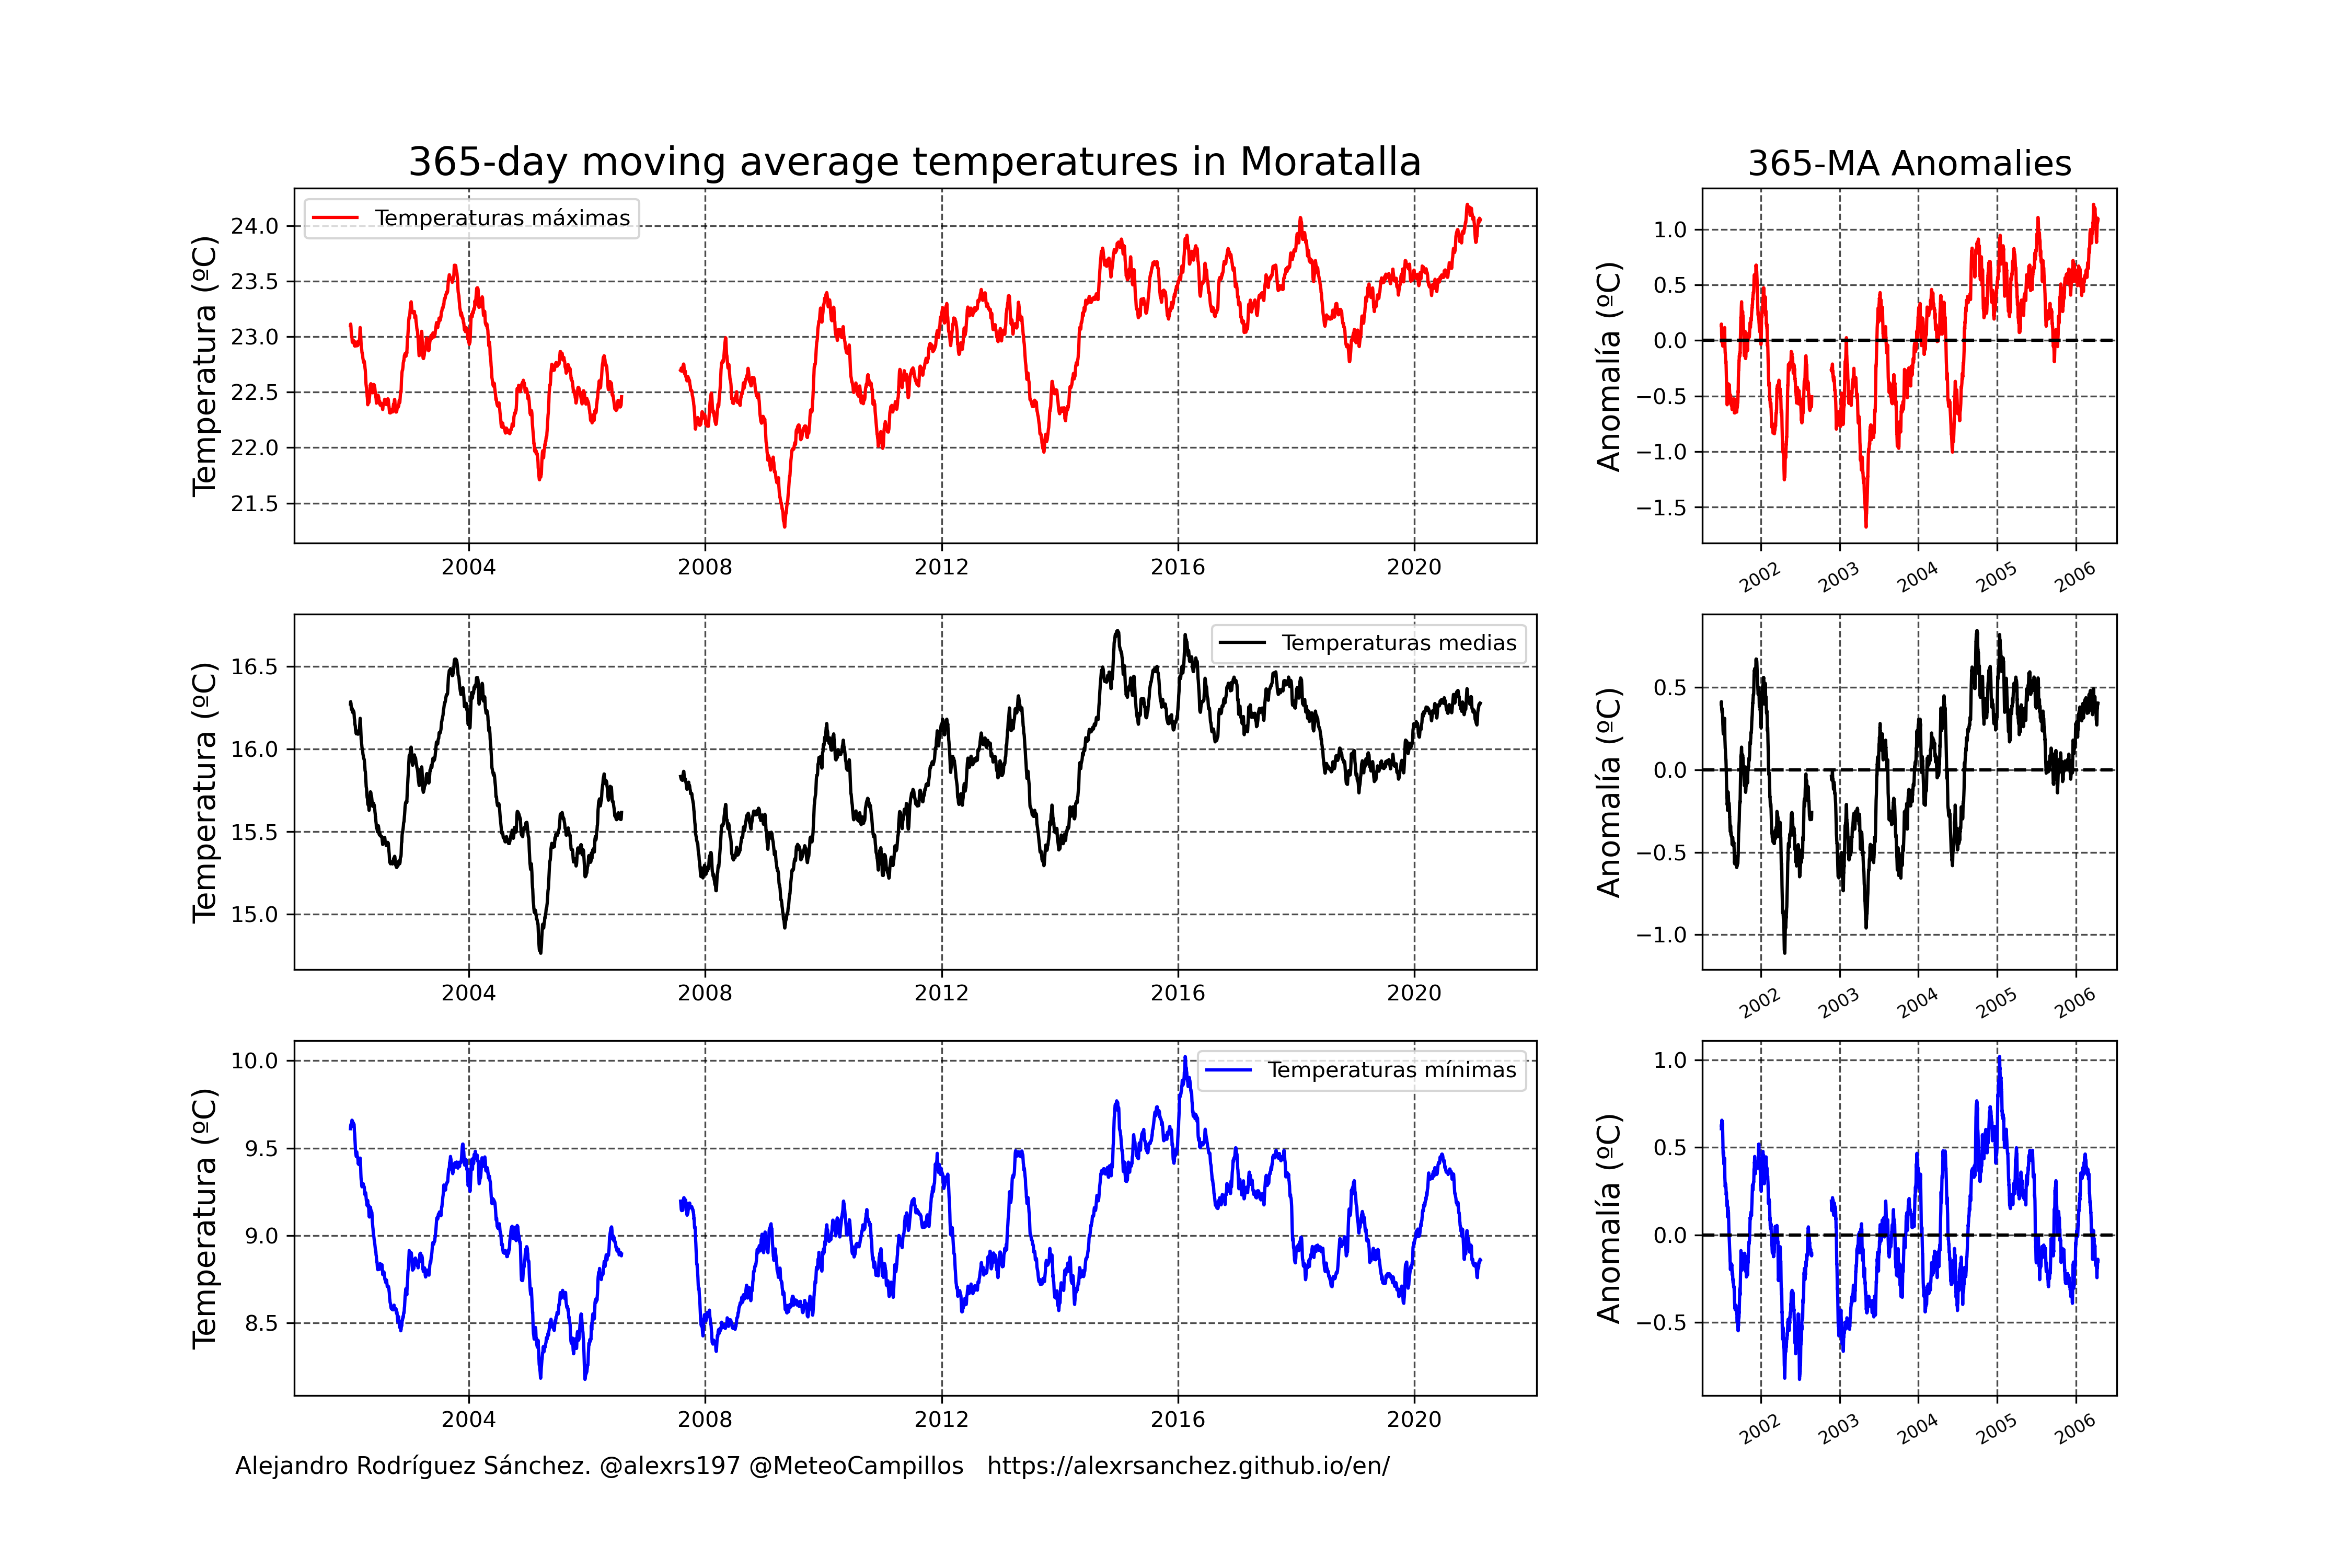 365-day moving average temperatures in Moratalla
Temperatura (ºC)
24.0
23.5
23.0
22.5
22.0
21.5
Temperaturas máximas
2004 2008 2012 2016 2020
365-MA Anomalies
Anomalía (ºC)
1.0
0.5
0.0
−0.5
−1.0
−1.5
2002 2003 2004 2005 2006
Temperatura (ºC)
16.5
16.0
15.5
15.0
Temperaturas medias
2004 2008 2012 2016 2020
Anomalía (ºC)
0.5
0.0
−0.5
−1.0
2002 2003 2004 2005 2006
Temperatura (ºC)
10.0
9.5
9.0
8.5
Temperaturas mínimas
2004 2008 2012 2016 2020
Anomalía (ºC)
1.0
0.5
0.0
−0.5
2002 2003 2004 2005 2006
Alejandro Rodríguez Sánchez. @alexrs197 @MeteoCampillos https://alexrsanchez.github.io/en/